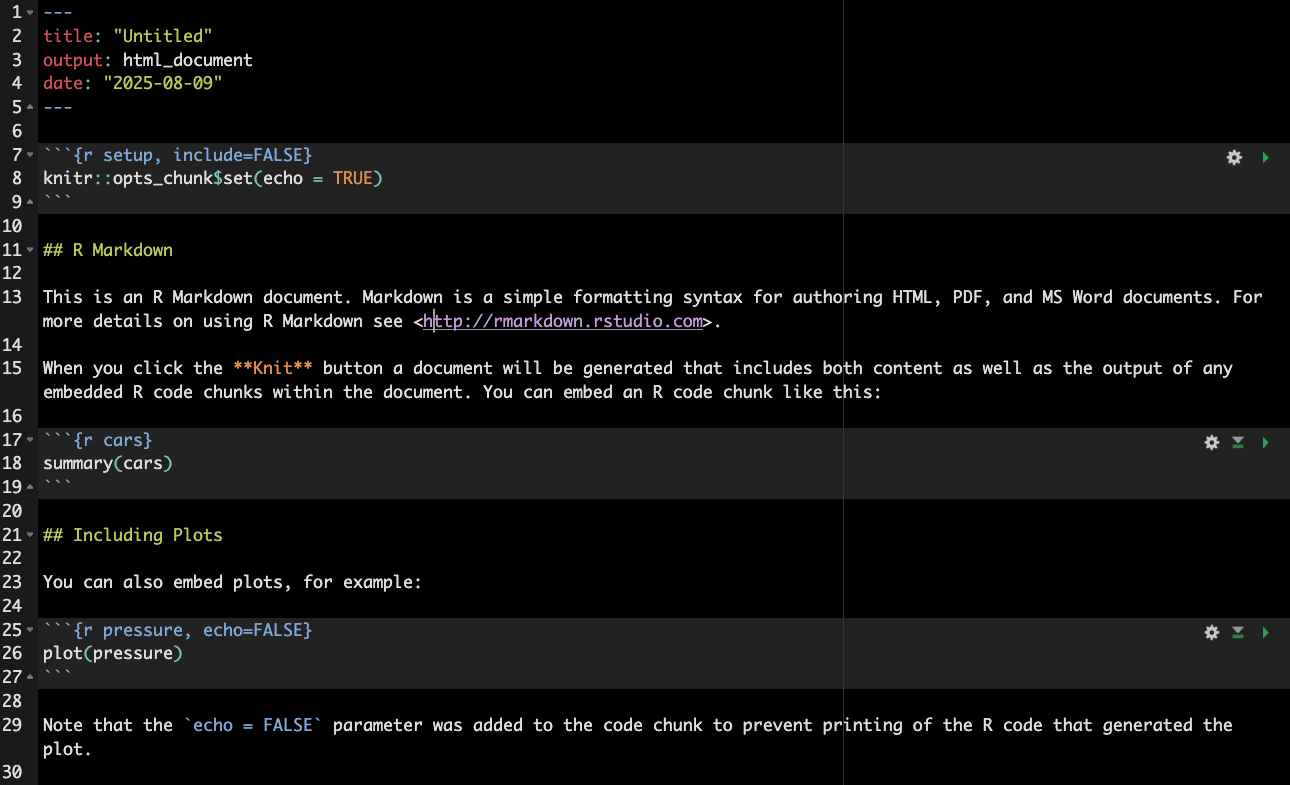 1 ---
2 title: "Untitled"
3 output: html_document
4 date: "2025-08-09"
5 ---
6
7 ```{r setup, include=FALSE}
8 knitr::opts_chunk$set(echo = TRUE)
9 ```
10
11 ## R Markdown
12
13 This is an R Markdown document. Markdown is a simple formatting syntax for authoring HTML, PDF, and MS Word documents. For
more details on using R Markdown see <http://rmarkdown.rstudio.com>.
14
15 When you click the **Knit** button a document will be generated that includes both content as well as the output of any
embedded R code chunks within the document. You can embed an R code chunk like this:
16
17 ```{r cars}
18 summary(cars)
19 ```
20
21 ## Including Plots
22
23 You can also embed plots, for example:
24
25 ```{r pressure, echo=FALSE}
26 plot(pressure)
27 ```
28
29 Note that the `echo = FALSE` parameter was added to the code chunk to prevent printing of the R code that generated the
plot.
30